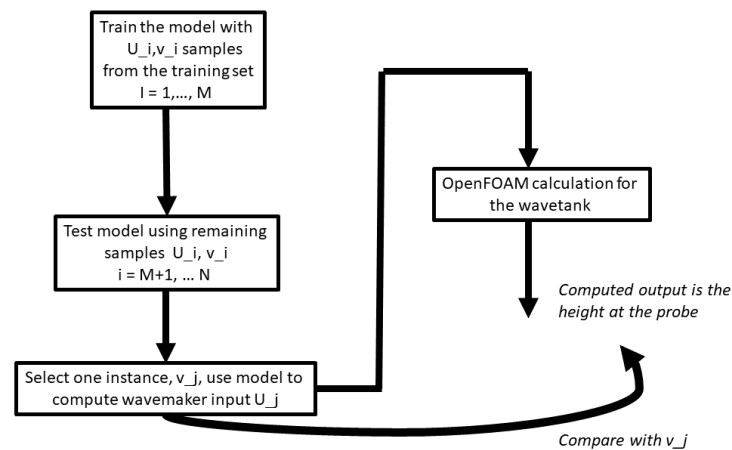 Train the model with
U_i,v_i samples
from the training set
I = 1,…, M
Test model using remaining
samples U_i, v_i
i = M+1, … N
Select one instance, v_j, use model to
compute wavemaker input U_j
OpenFOAM calculation for
the wavetank
Computed output is the
height at the probe
Compare with v_j